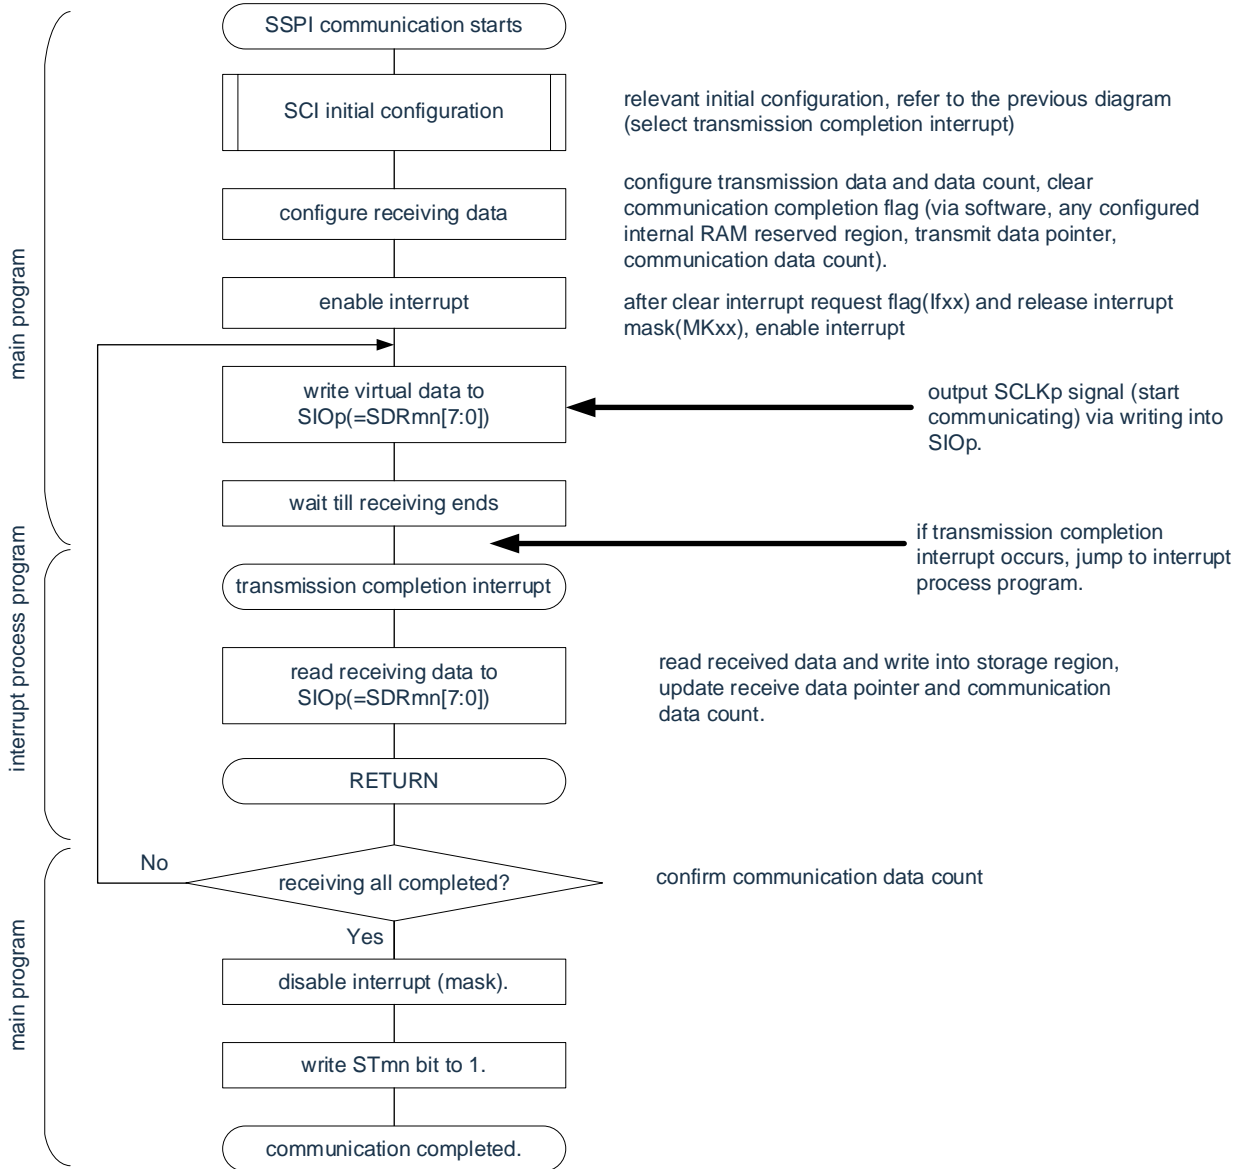 SSPI communication starts
SCI initial configuration
relevant initial configuration, refer to the previous diagram
(select transmission completion interrupt)
configure receiving data
configure transmission data and data count, clear
communication completion flag (via software, any configured
internal RAM reserved region, transmit data pointer,
communication data count).
enable interrupt
after clear interrupt request flag(Ifxx) and release interrupt
mask(MKxx), enable interrupt
main program
write virtual data to
SIOp(=SDRmn[7:0])
output SCLKp signal (start
communicating) via writing into
SIOp.
wait till receiving ends
if transmission completion
interrupt occurs, jump to interrupt
process program.
transmission completion interrupt
interrupt process program
read receiving data to
SIOp(=SDRmn[7:0])
read received data and write into storage region,
update receive data pointer and communication
data count.
RETURN
No
receiving all completed?
confirm communication data count
Yes
main program
disable interrupt (mask).
write STmn bit to 1.
communication completed.